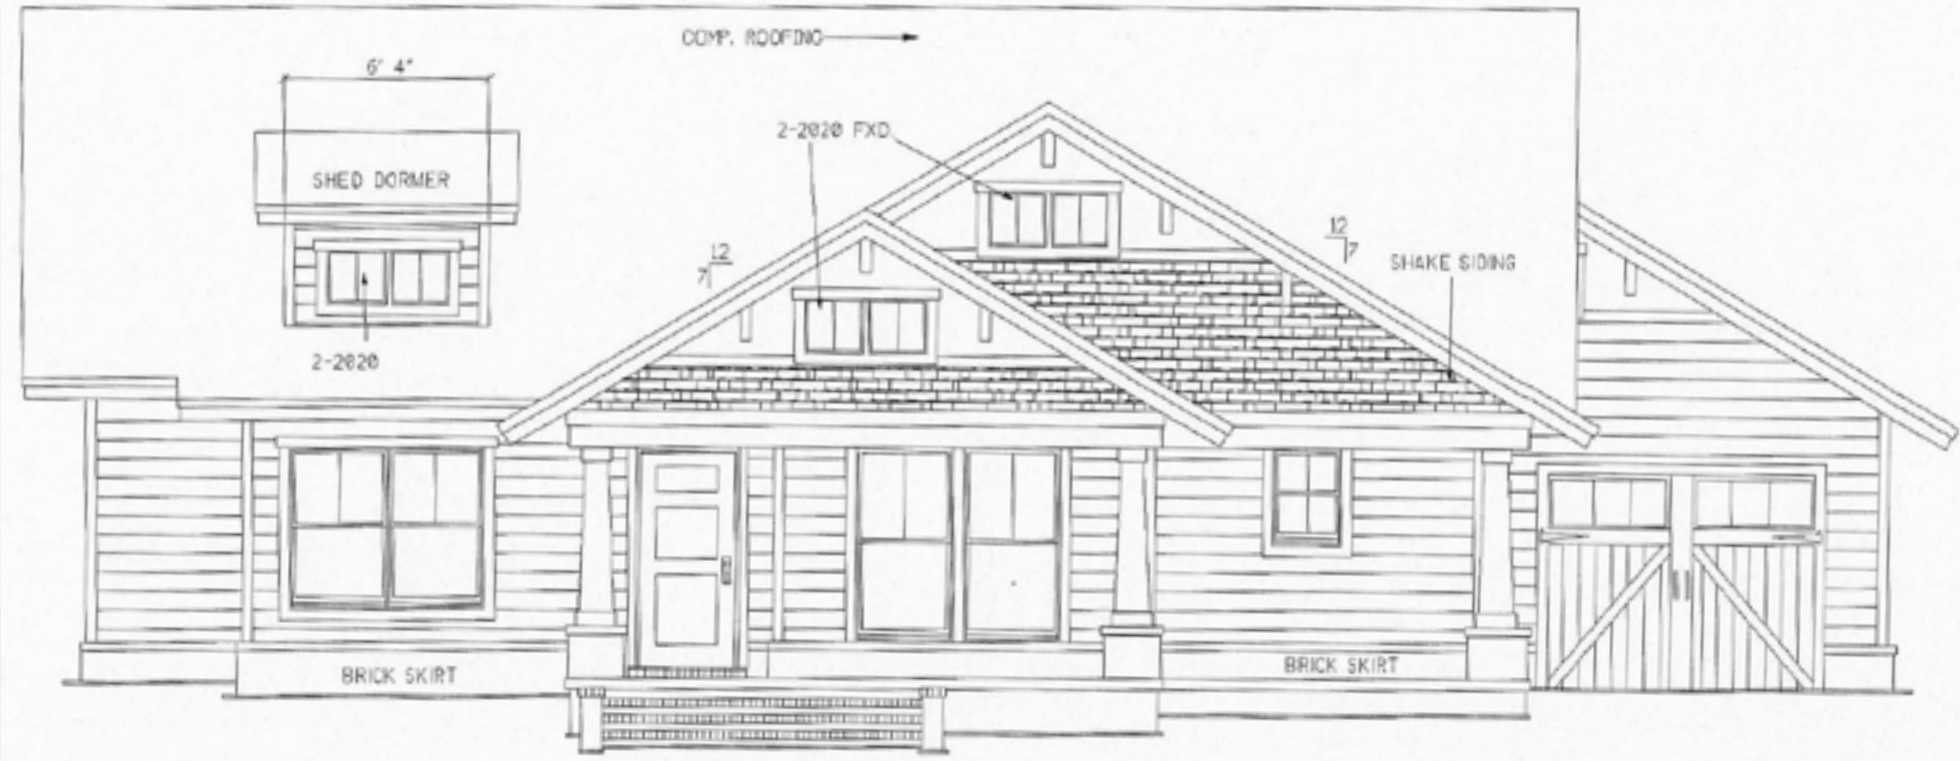 COMP. ROOFING
6' 4"
2-2020 FXD
SHED DORMER
12
7
12
7
SHAKE SIDING
2-2020
BRICK SKIRT
BRICK SKIRT